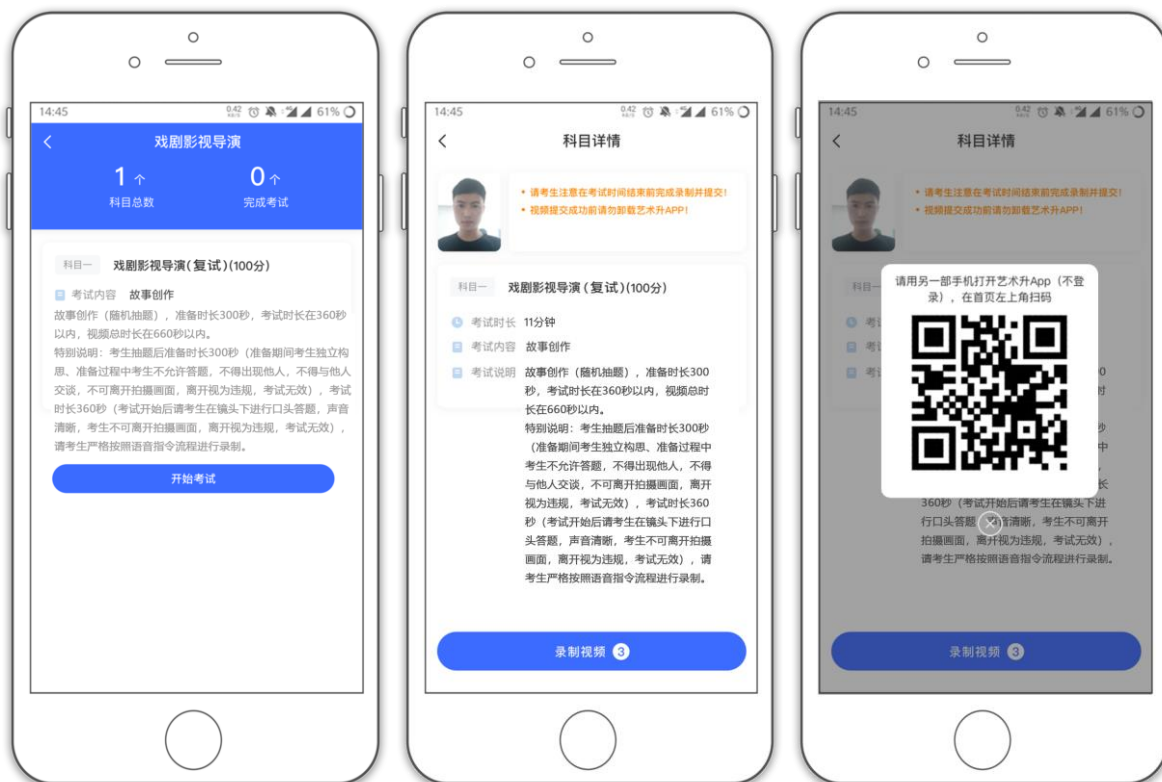 14:45
0.42
61%
戏剧影视导演
1 个
0 个
科目总数
完成考试
科目一
戏剧影视导演(复试)(100分)
考试内容 故事创作
故事创作（随机抽题），准备时长300秒，考试时长在360秒
以内，视频总时长在660秒以内。
特别说明：考生抽题后准备时长300秒（准备期间考生独立构
思、准备过程中考生不允许答题，不得出现他人，不得与他人
交谈，不可离开拍摄画面，离开视为违规，考试无效），考试
时长360秒（考试开始后请考生在镜头下进行口头答题，声音
清晰，考生不可离开拍摄画面，离开视为违规，考试无效），
请考生严格按照语音指令流程进行录制。
开始考试
14:45
0.42
61%
科目详情
• 请考生注意在考试时间结束前完成录制并提交!
• 视频提交成功前请勿卸载艺术升APP!
科目一
戏剧影视导演（复试）(100分)
考试时长 11分钟
考试内容 故事创作
考试说明 故事创作（随机抽题），准备时长300
秒，考试时长在360秒以内，视频总时
长在660秒以内。
特别说明：考生抽题后准备时长300秒
（准备期间考生独立构思、准备过程中
考生不允许答题，不得出现他人，不得
与他人交谈，不可离开拍摄画面，离开
视为违规，考试无效），考试时长360
秒（考试开始后请考生在镜头下进行口
头答题，声音清晰，考生不可离开拍摄
画面，离开视为违规，考试无效），请
考生严格按照语音指令流程进行录制。
录制视频 3
14:45
0.42
61%
科目详情
• 请考生注意在考试时间结束前完成录制并提交!
• 视频提交成功前请勿卸载艺术升APP!
请用另一部手机打开艺术升App（不登
录），在首页左上角扫码
科目一
考
考
考
00
时
秒
中
，
长
360秒（考试开始后请考生在镜头下进
行口头答题，声音清晰，考生不可离开
拍摄画面，离开视为违规，考试无效），
请考生严格按照语音指令流程进行录制。
录制视频 3